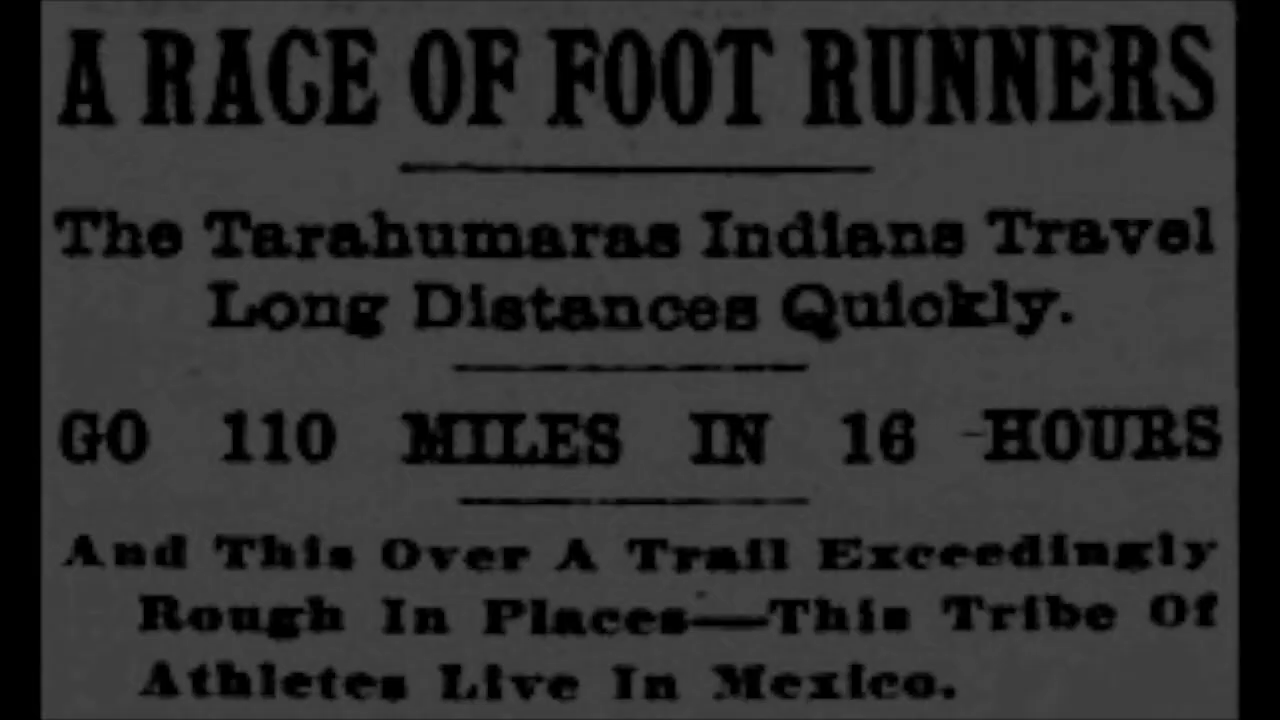 A RACE OF FOOT RUNNERS
The Tarahumaras Indians Travel
Long Distances Quickly.
GO 110 MILES IN 16 HOURS
And This Over A Trail Exceedingly
Rough In Places—This Tribe Of
Athletes Live In Mexico.